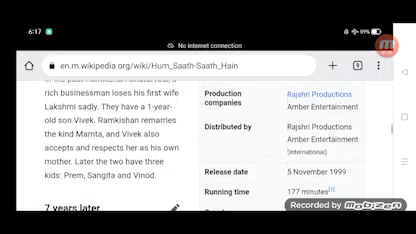 6:17
89%
No internet connection
en.m.wikipedia.org/wiki/Hum_Saath-Saath_Hain
9
rich businessman loses his first wife
Lakshmi sadly. They have a 1-year-
old son Vivek. Ramkishan remarries
the kind Mamta, and Vivek also
accepts and respects her as his own
mother. Later the two have three
kids: Prem, Sangita and Vinod.
7 years later
Production companies
Rajshri Productions
Amber Entertainment
Distributed by
Rajshri Productions
Amber Entertainment
(International)
Release date
5 November 1999
Running time
177 minutes[1]
Recorded by mobizen